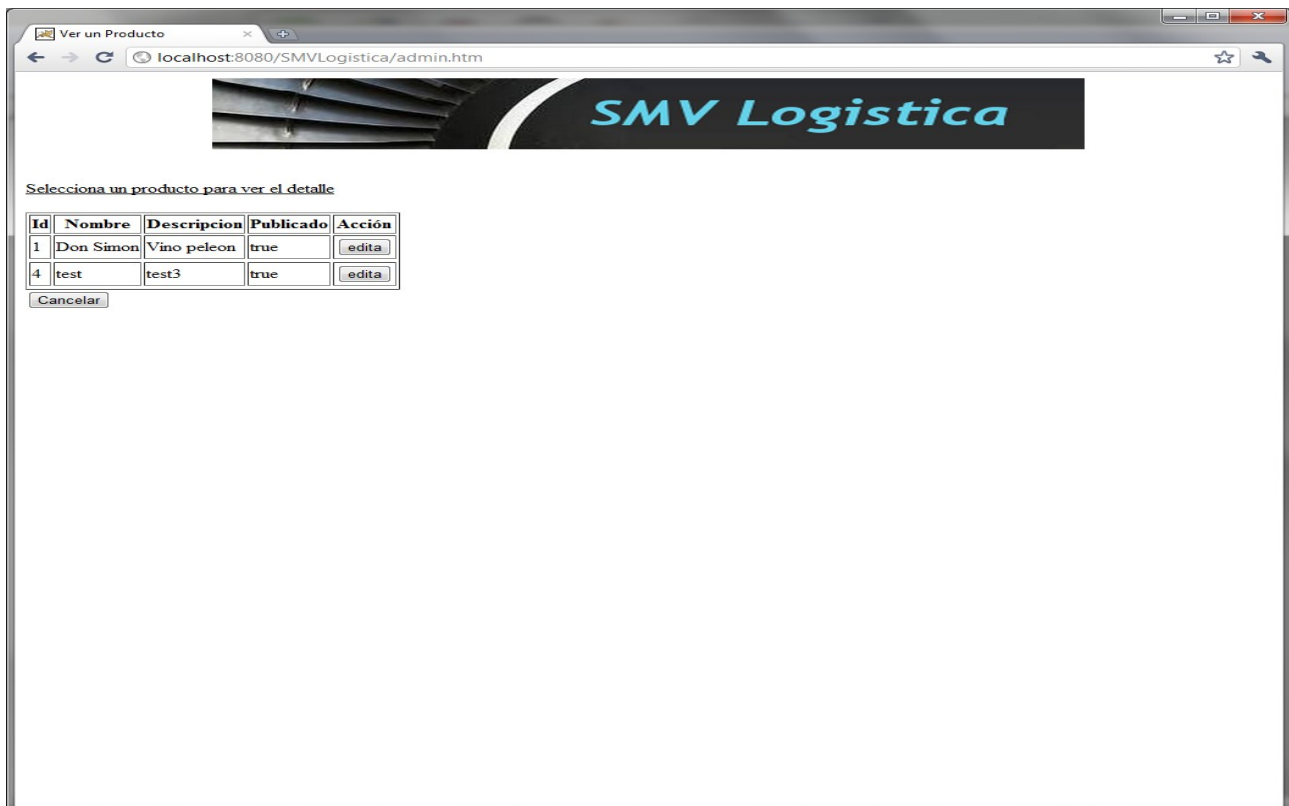 Ver un Producto
localhost:8080/SMVLogistica/admin.htm
SMV Logistica
Selecciona un producto para ver el detalle
Id Nombre Descripcion Publicado Acción
1 Don Simon Vino peleon true edita
4 test test3 true edita
Cancelar